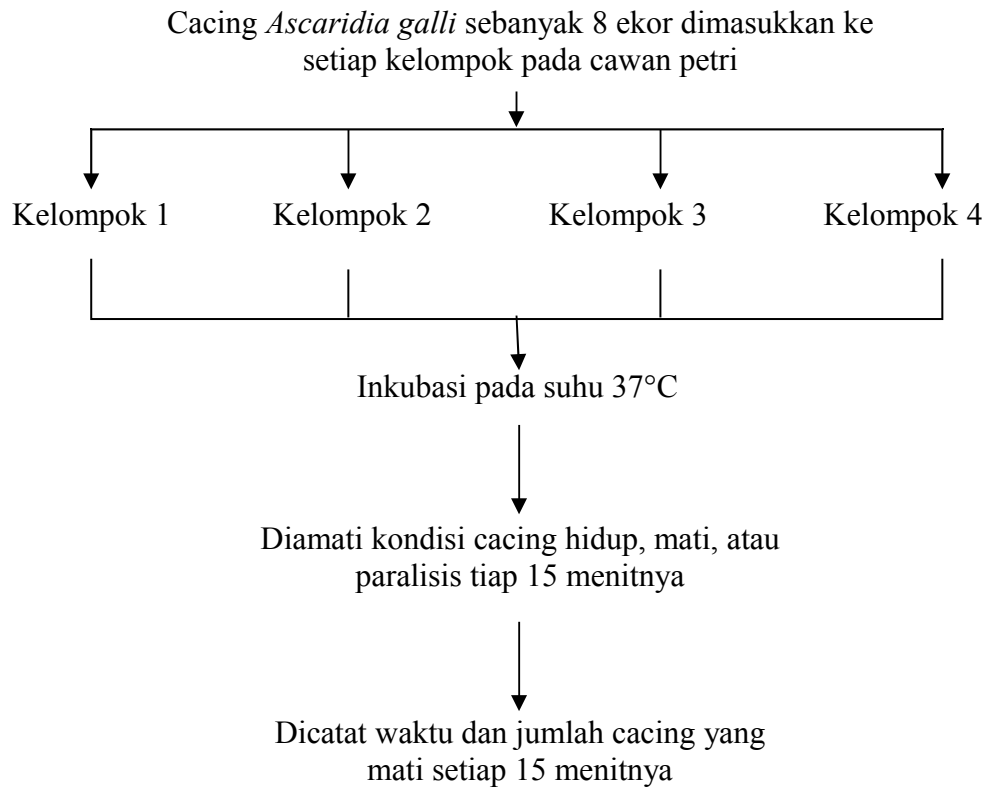 Cacing Ascaridia galli sebanyak 8 ekor dimasukkan ke
setiap kelompok pada cawan petri
Kelompok 1 Kelompok 2 Kelompok 3 Kelompok 4
Inkubasi pada suhu 37°C
Diamati kondisi cacing hidup, mati, atau
paralisis tiap 15 menitnya
Dicatat waktu dan jumlah cacing yang
mati setiap 15 menitnya